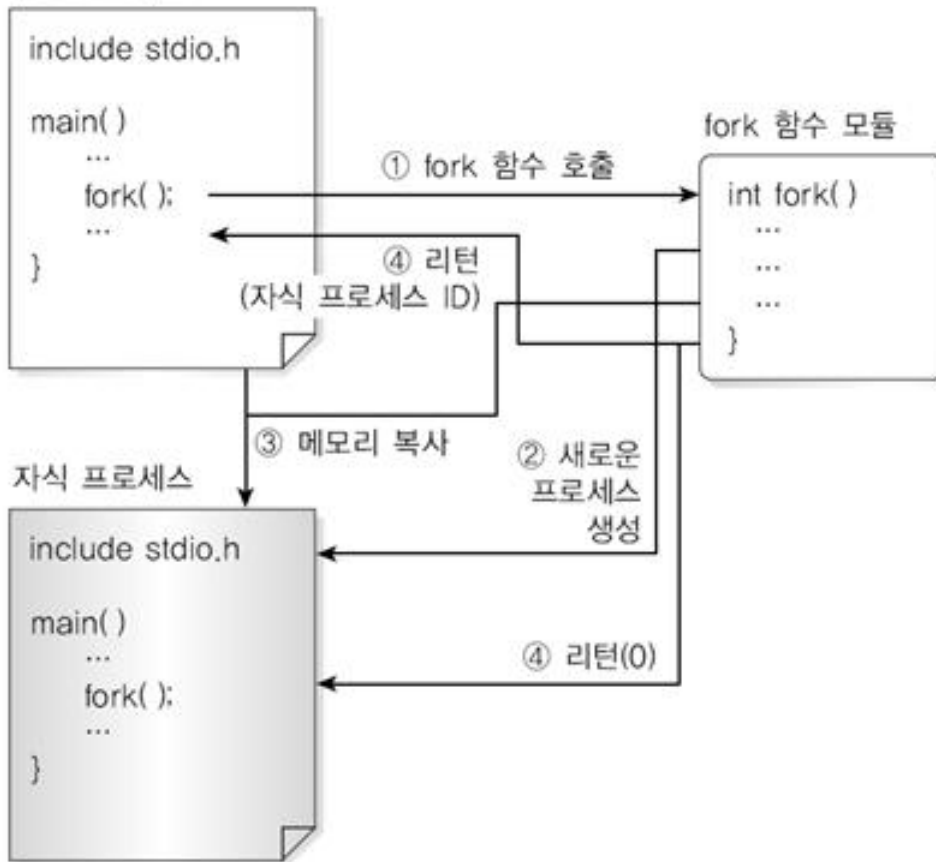 include stdio.h
main( )
...
fork( );
...
}
① fork 함수 호출
④ 리턴
(자식 프로세스 ID)
fork 함수 모듈
int fork( )
...
...
...
}
③ 메모리 복사
② 새로운
프로세스
생성
④ 리턴(0)
자식 프로세스
include stdio.h
main( )
...
fork( );
...
}